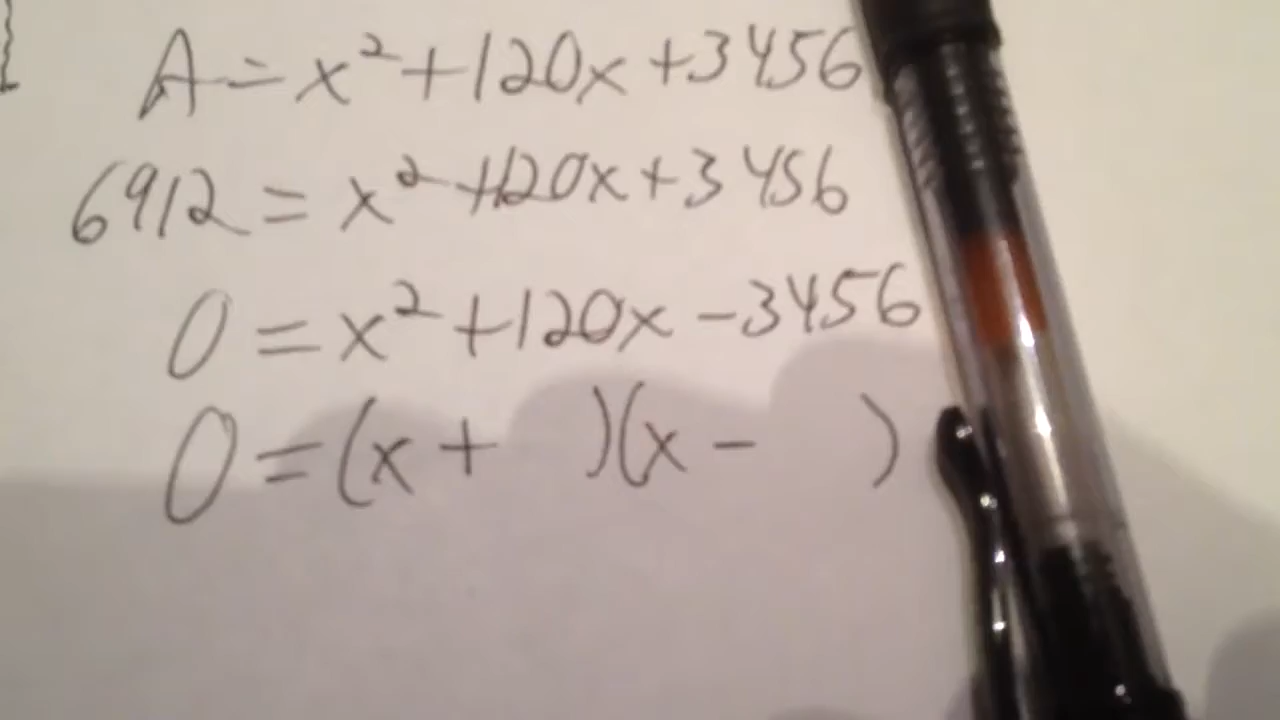 A = x² + 120x + 3456
6912 = x² + 120x + 3456
0 = x² + 120x - 3456
0 = (x + )(x - )